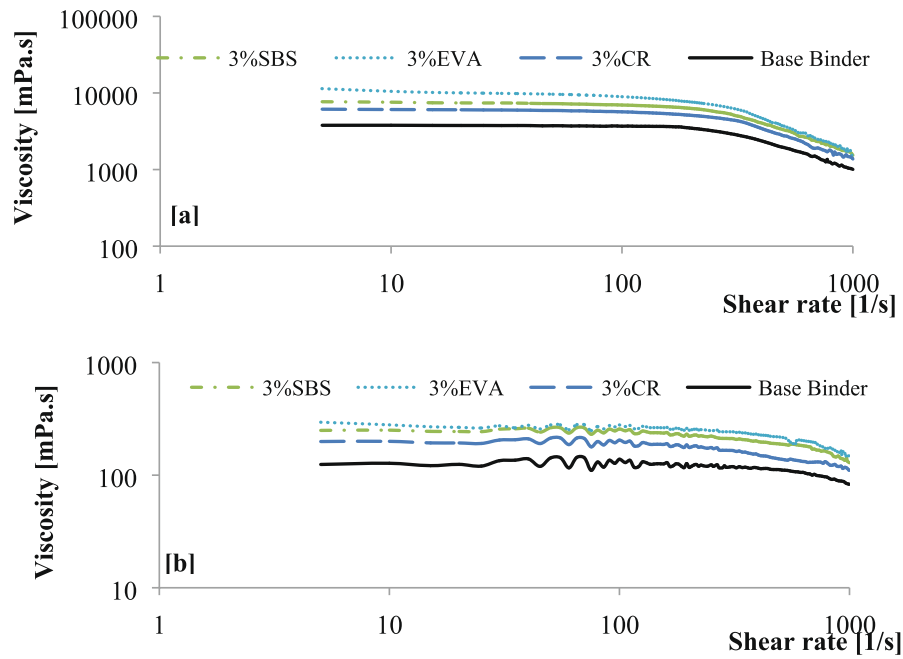 100000
3%SBS 3%EVA 3%CR Base Binder
10000
1000
100
Viscosity [mPa.s]
[a]
1 10 100 1000
Shear rate [1/s]
1000
3%SBS 3%EVA 3%CR Base Binder
100
10
Viscosity [mPa.s]
[b]
1 10 100 1000
Shear rate [1/s]